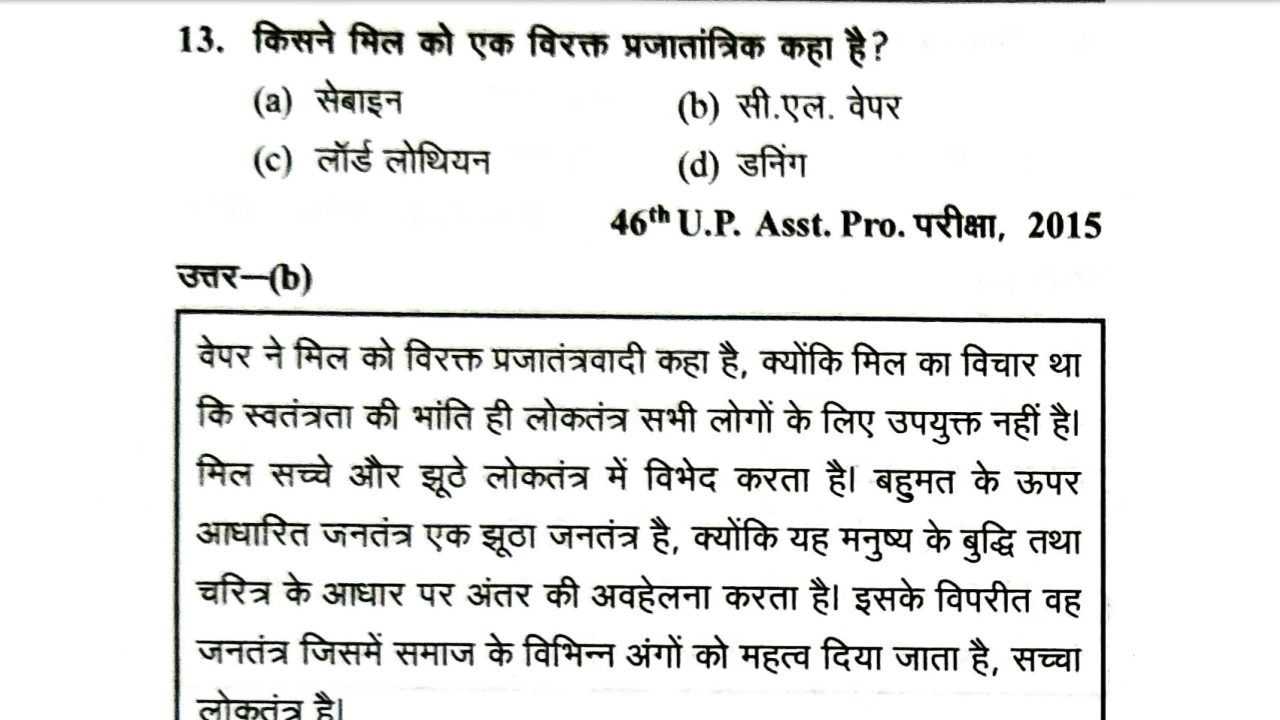 13. किसने मिल को एक विरक्त प्रजातांत्रिक कहा है?
(a) सेबाइन (b) सी.एल. वेपर
(c) लॉर्ड लोथियन (d) डनिंग
46th U.P. Asst. Pro. परीक्षा, 2015
उत्तर—(b)
वेपर ने मिल को विरक्त प्रजातंत्रवादी कहा है, क्योंकि मिल का विचार था
कि स्वतंत्रता की भांति ही लोकतंत्र सभी लोगों के लिए उपयुक्त नहीं है।
मिल सच्चे और झूठे लोकतंत्र में विभेद करता है। बहुमत के ऊपर
आधारित जनतंत्र एक झूठा जनतंत्र है, क्योंकि यह मनुष्य के बुद्धि तथा
चरित्र के आधार पर अंतर की अवहेलना करता है। इसके विपरीत वह
जनतंत्र जिसमें समाज के विभिन्न अंगों को महत्व दिया जाता है, सच्चा
लोकतंत्र है।